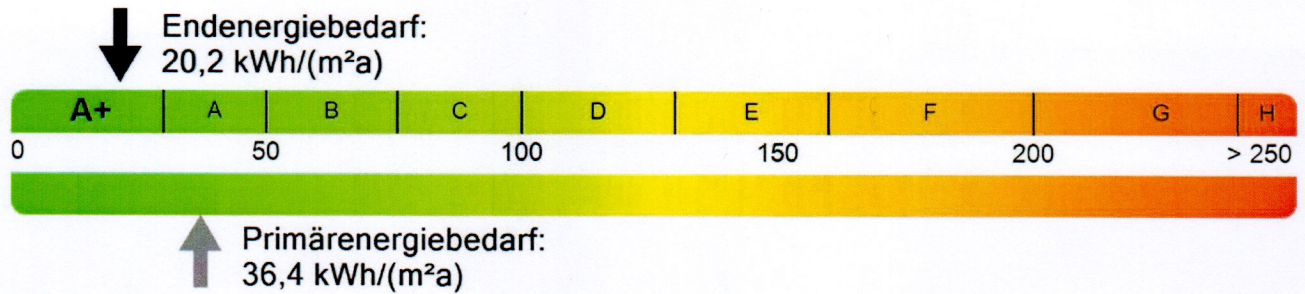 Endenergiebedarf:
20,2 kWh/(m²a)
A+ A B C D E F G H
0 50 100 150 200 > 250
Primärenergiebedarf:
36,4 kWh/(m²a)